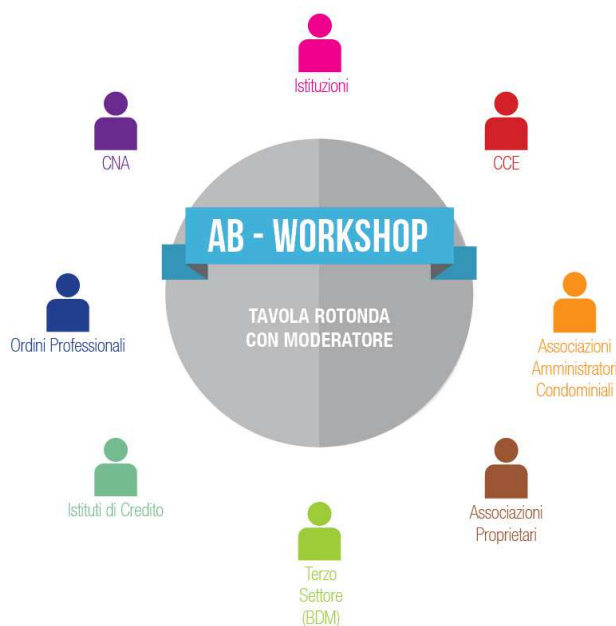 Istituzioni
CNA
CCE
AB - WORKSHOP
TAVOLA ROTONDA
CON MODERATORE
Ordini Professionali
Associazioni
Amministratori
Condominiali
Istituti di Credito
Associazioni
Proprietari
Terzo
Settore
(BDM)